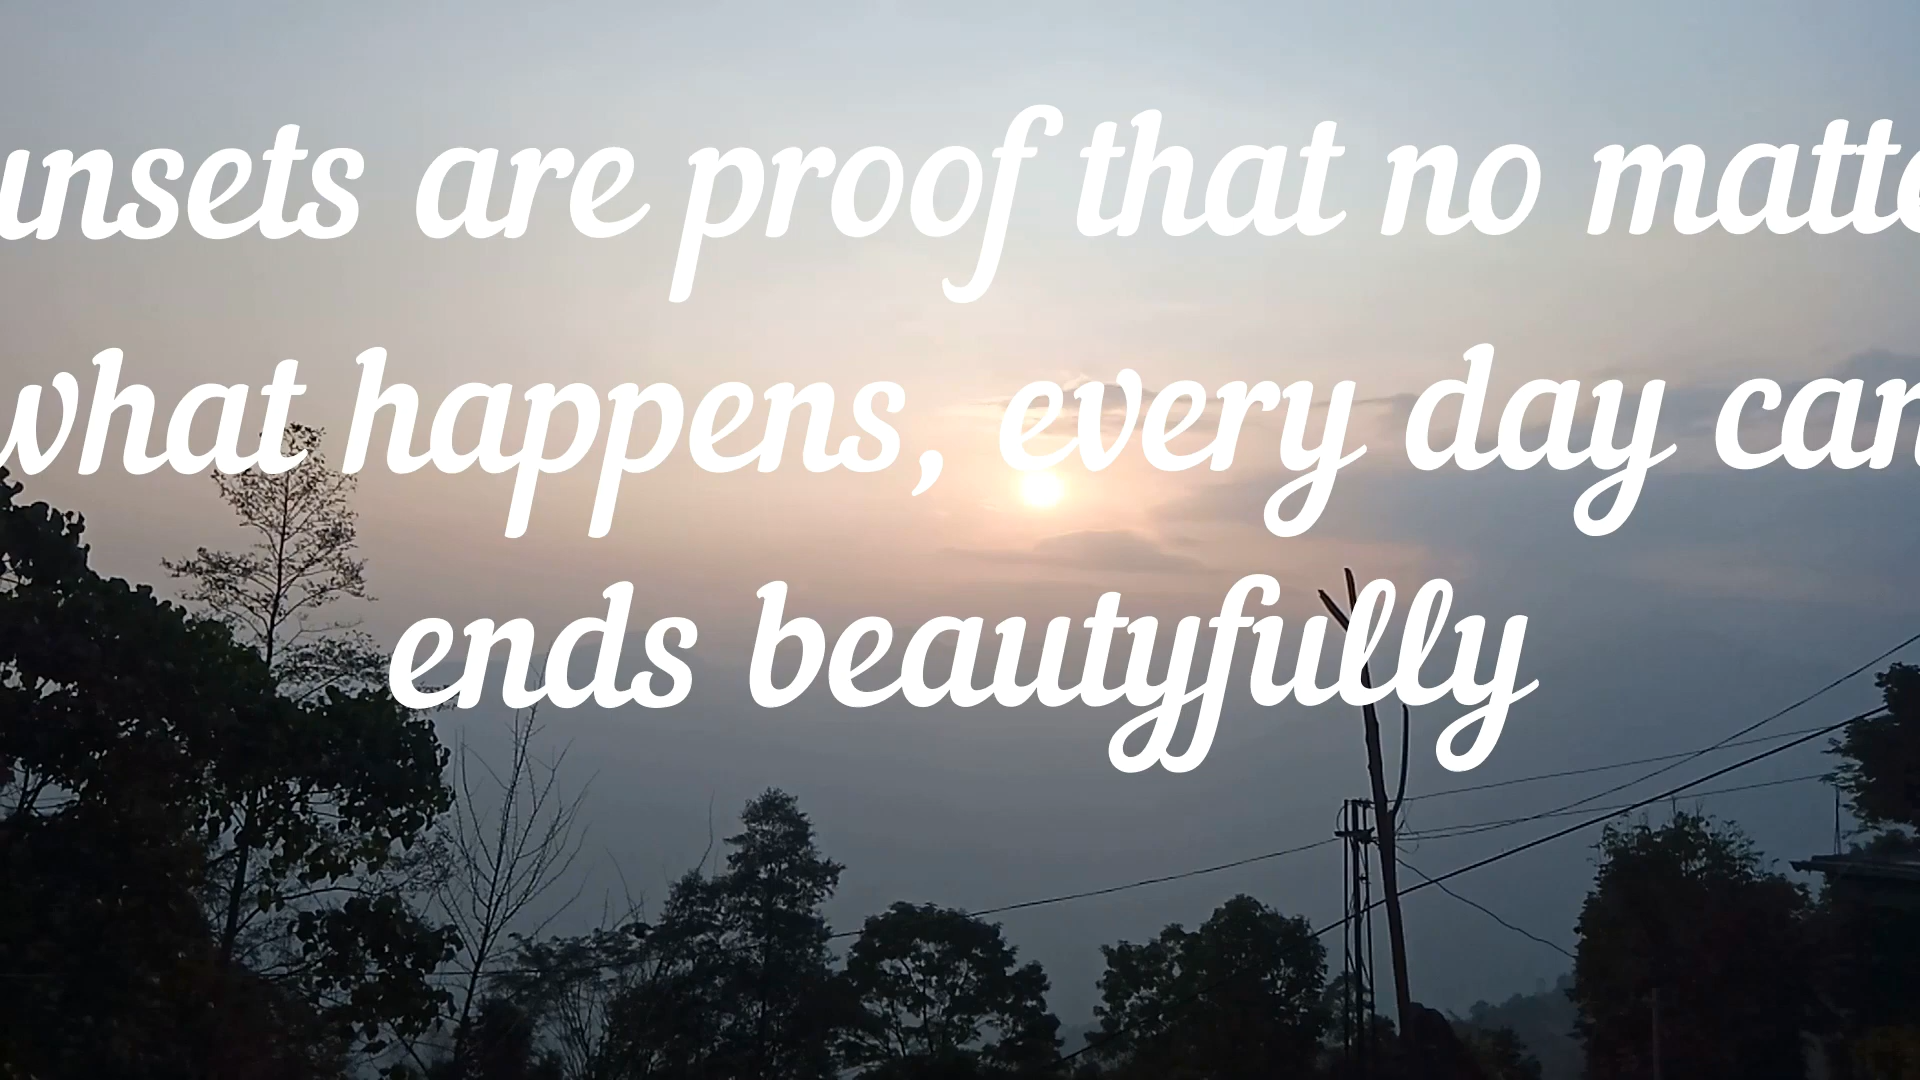 unsets are proof that no matte
what happens, every day can
ends beautyfully